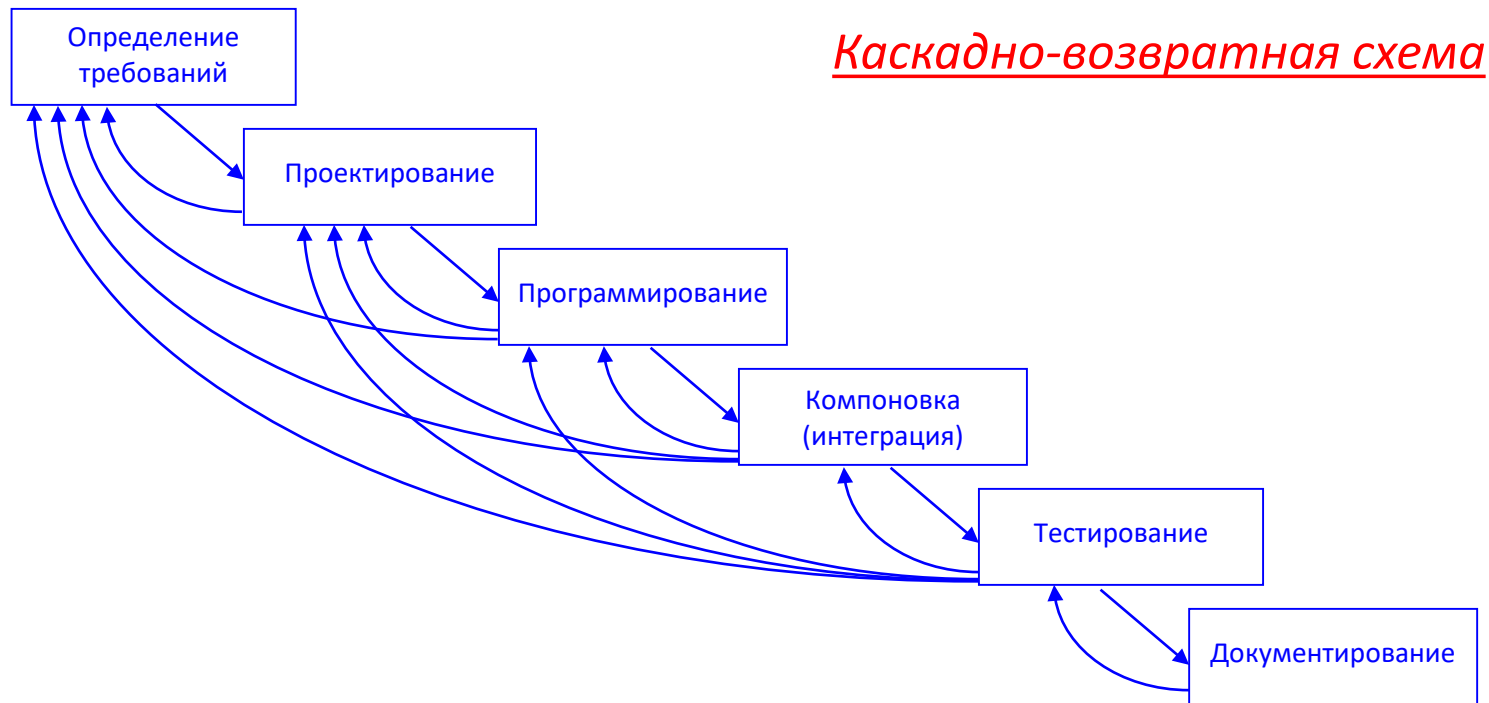 Каскадно-возвратная схема
Определение
требований
Проектирование
Программирование
Компоновка
(интеграция)
Тестирование
Документирование